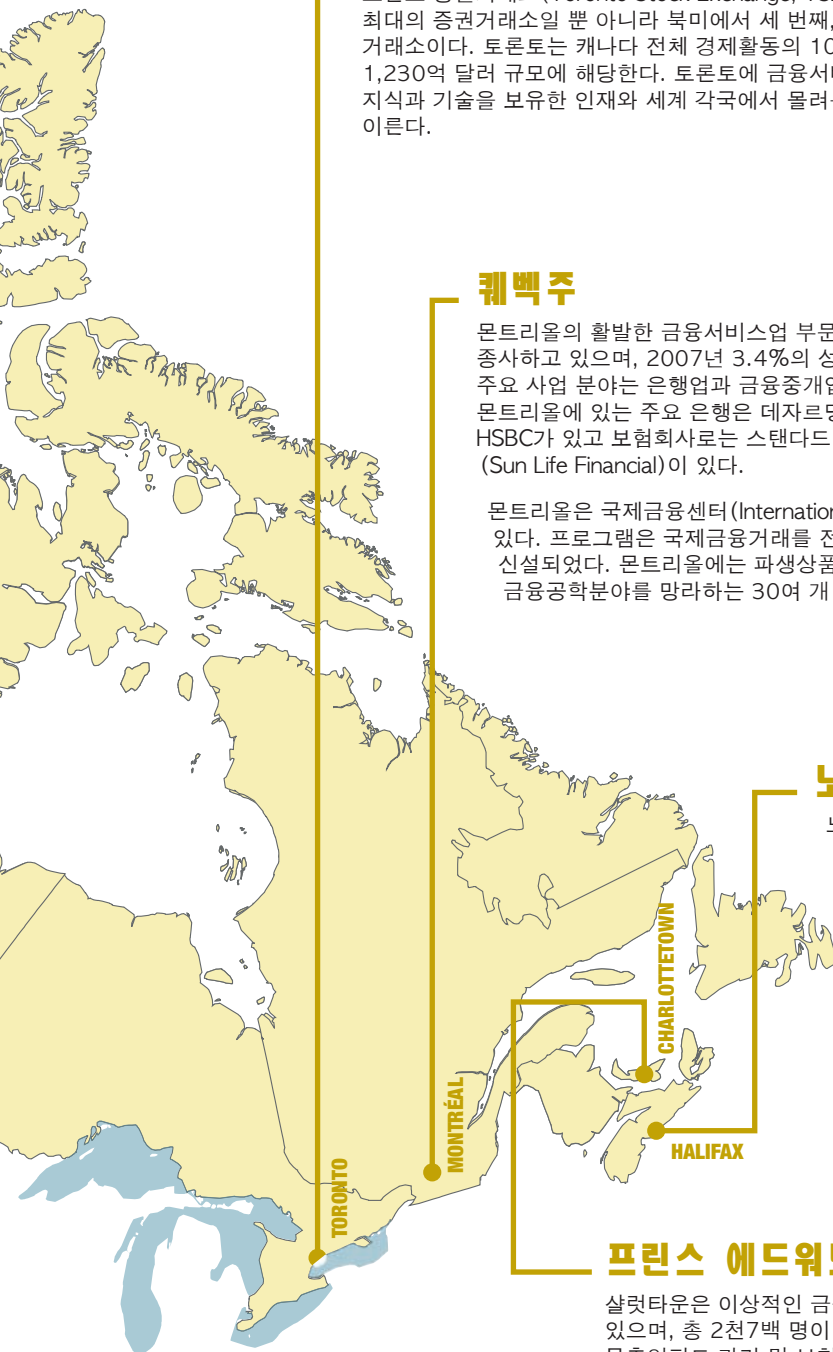 최대의 증권거래소일 뿐 아니라 북미에서 세 번째,
거래소이다. 토론토는 캐나다 전체 경제활동의 10
1,230억 달러 규모에 해당한다. 토론토에 금융서
지식과 기술을 보유한 인재와 세계 각국에서 몰려
이른다.
퀘벡주
몬트리올의 활발한 금융서비스업 부문
종사하고 있으며, 2007년 3.4%의 성
주요 사업 분야는 은행업과 금융중개업
몬트리올에 있는 주요 은행은 데자르댕
HSBC가 있고 보험회사로는 스탠다드
(Sun Life Financial)이 있다.
몬트리올은 국제금융센터(Internation
있다. 프로그램은 국제금융거래를 전
신설되었다. 몬트리올에는 파생상품
금융공학분야를 망라하는 30여 개
CHARLOTTETOWN
MONTRÉAL
HALIFAX
TORONTO
프린스 에드워드
샬럿타운은 이상적인 금
있으며, 총 2천7백 명이